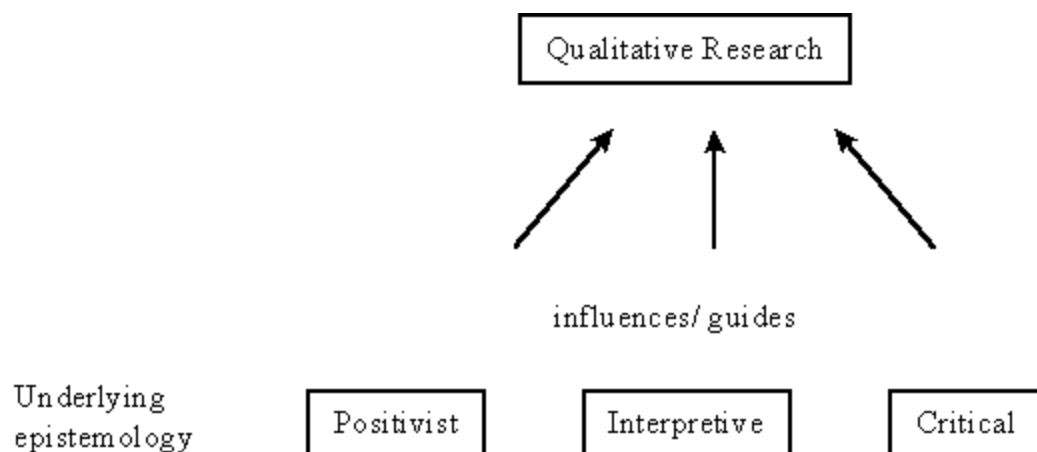 Qualitative Research
influences/ guides
Underlying
epistemology
Positivist
Interpretive
Critical